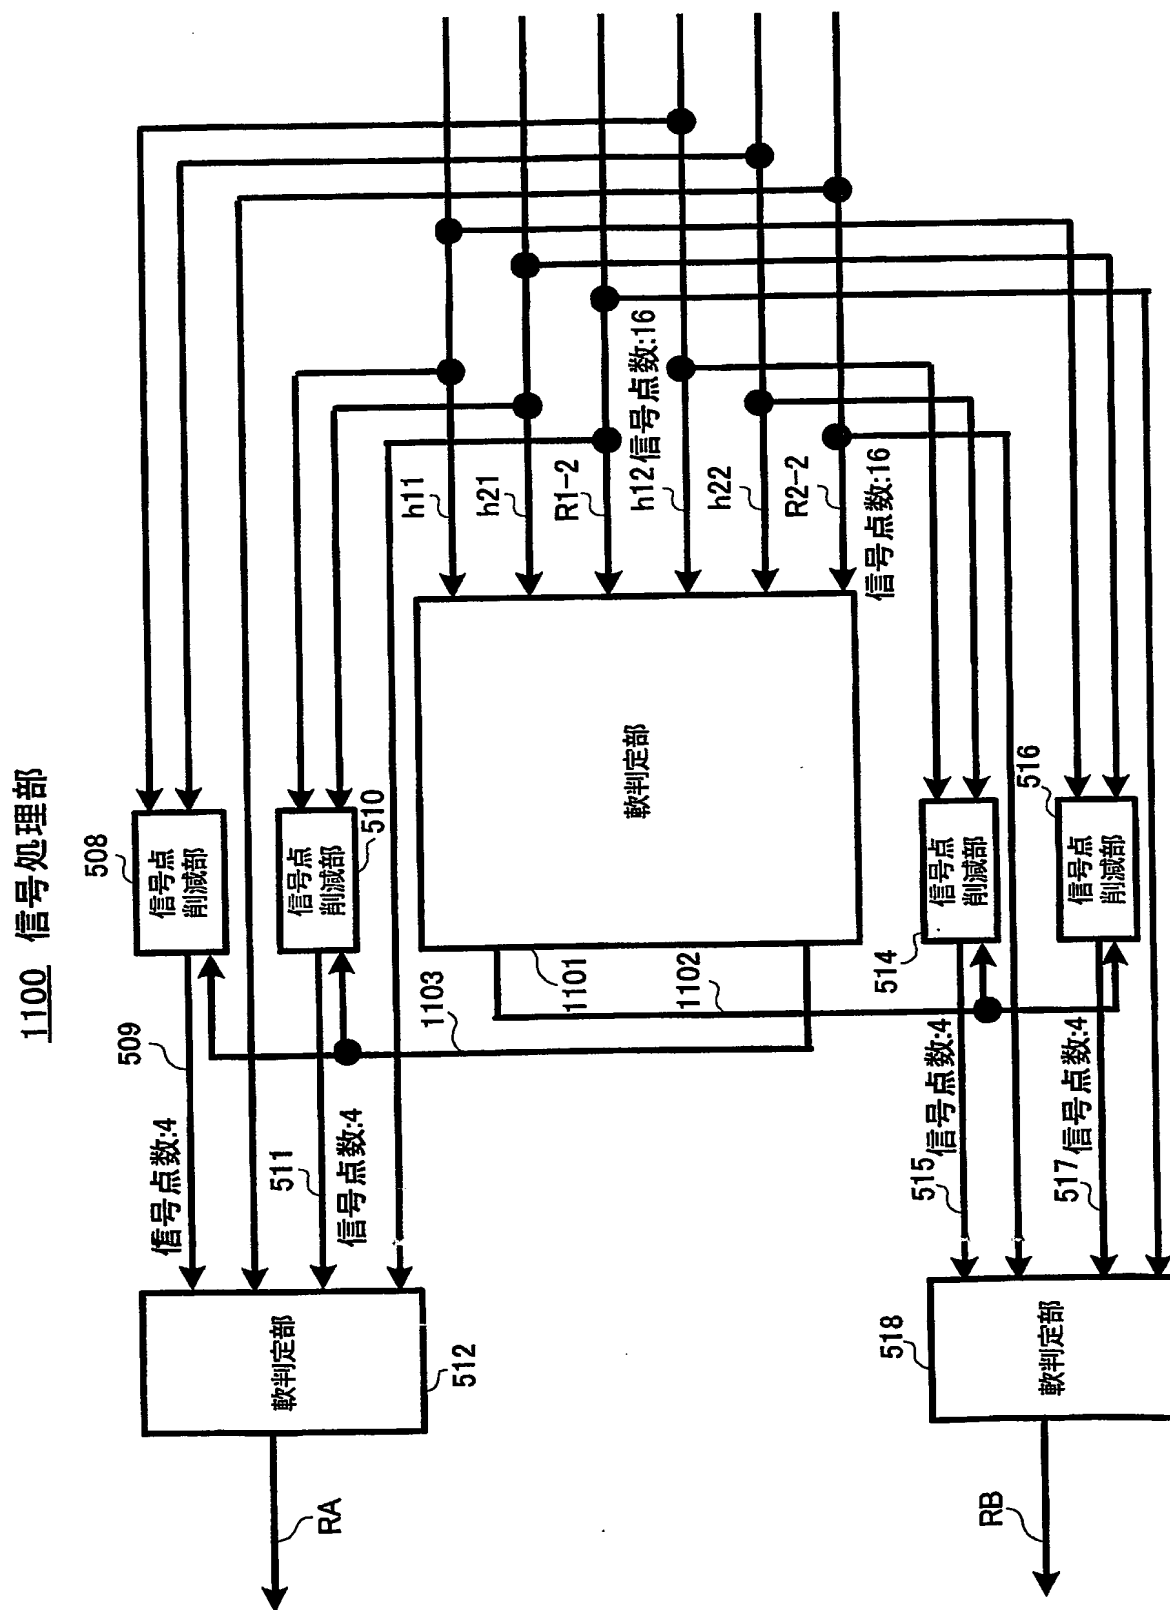 1100 信号処理部
h11
h21
R1-2
h12 信号点数:16
h22
R2-2
信号点数:16
508
信号点
削減部
509
信号点数:4
信号点
削減部
510
511
信号点数:4
軟判定部
1101
1102
1103
信号点
削減部
514
515 信号点数:4
信号点
削減部
516
517 信号点数:4
軟判定部
512
RA
軟判定部
518
RB